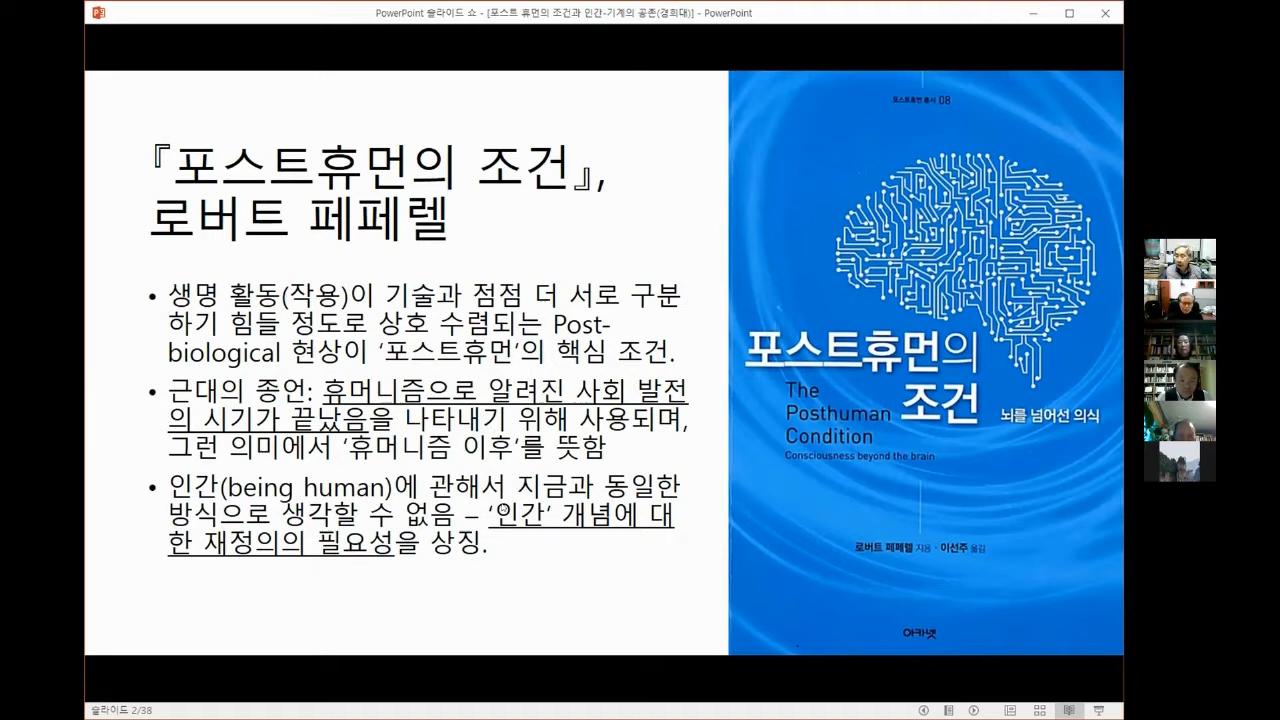 PowerPoint 슬라이드 쇼 - [포스트 휴먼의 조건과 인간-기계의 공존(경희대)] - PowerPoint
『포스트휴먼의 조건』,
로버트 페페렐
• 생명 활동(작용)이 기술과 점점 더 서로 구분
하기 힘들 정도로 상호 수렴되는 Post-
biological 현상이 ‘포스트휴먼’의 핵심 조건.
• 근대의 종언: 휴머니즘으로 알려진 사회 발전
의 시기가 끝났음을 나타내기 위해 사용되며,
그런 의미에서 ‘휴머니즘 이후’를 뜻함
• 인간(being human)에 관해서 지금과 동일한
방식으로 생각할 수 없음 – ‘인간’ 개념에 대
한 재정의의 필요성을 상징.
포스트휴먼 총서 08
포스트휴먼의
조건
The
Posthuman
Condition
뇌를 넘어선 의식
Consciousness beyond the brain
로버트 페페렐 지음 · 이선주 옮김
아카넷
슬라이드 2/38